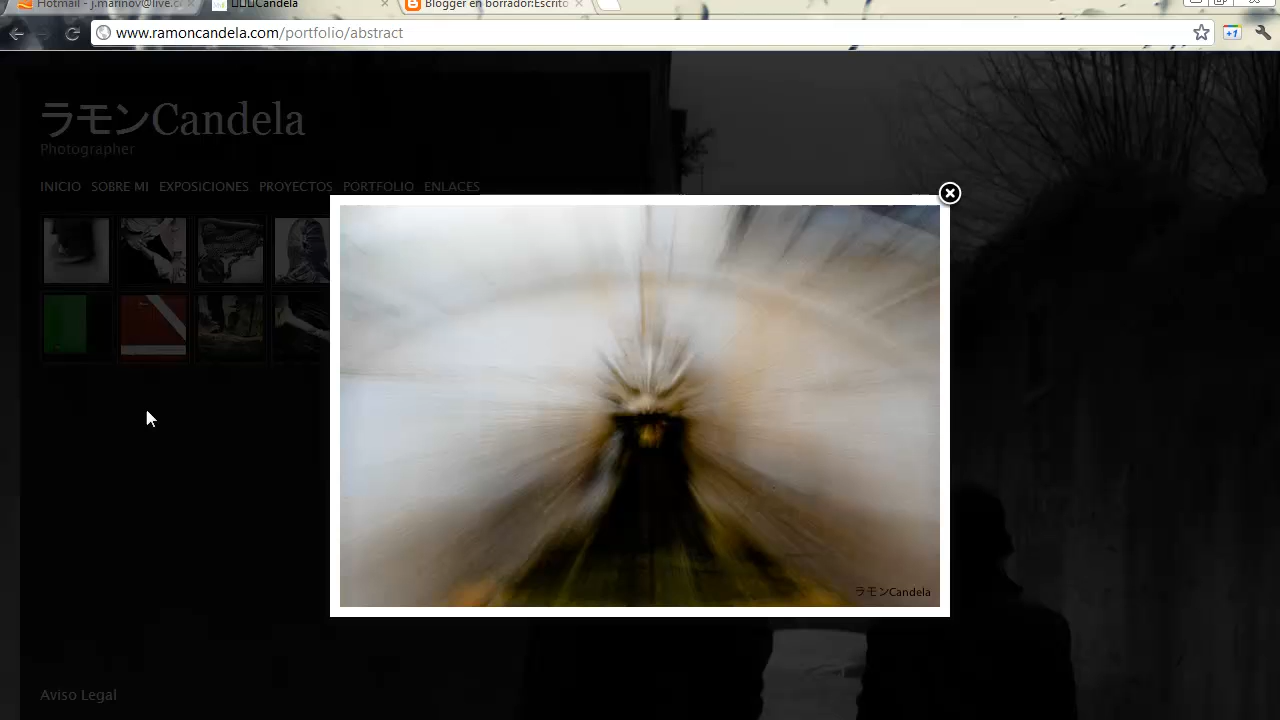 Hotmail - j.marinov@live.c
Candela
Blogger en borrador:Escrito
www.ramoncandela.com/portfolio/abstract
+1
ラモンCandela
Photographer
INICIO SOBRE MI EXPOSICIONES PROYECTOS PORTFOLIO ENLACES
ラモンCandela
Aviso Legal